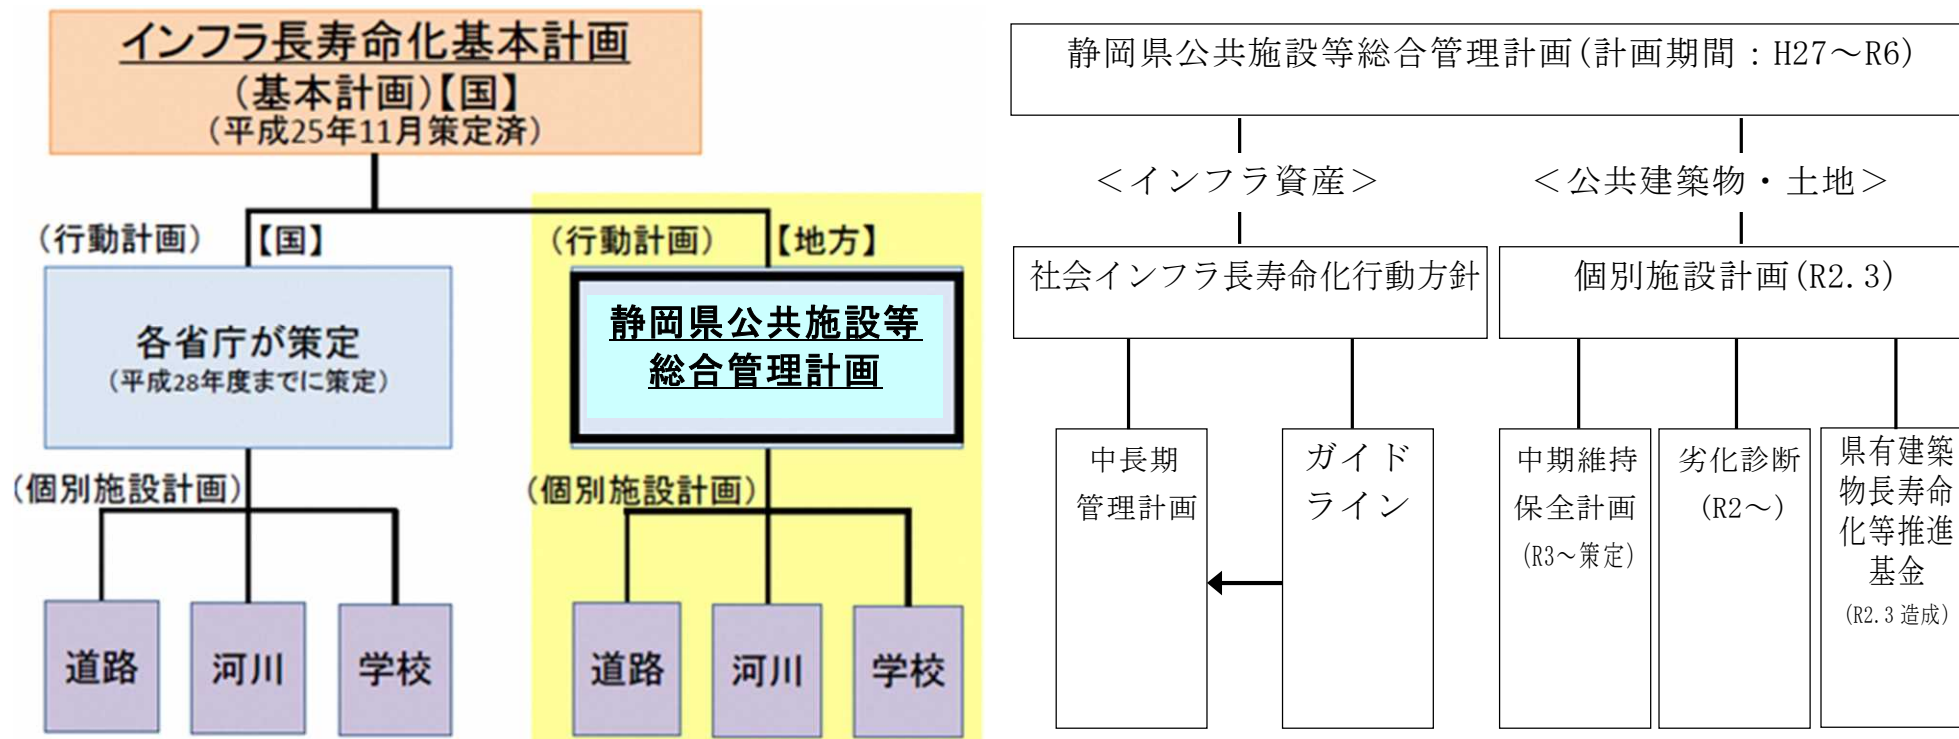 インフラ長寿命化基本計画
(基本計画)【国】
(平成25年11月策定済)
(行動計画) 【国】
(行動計画) 【地方】
各省庁が策定
(平成28年度までに策定)
静岡県公共施設等
総合管理計画
(個別施設計画)
(個別施設計画)
道路 河川 学校
道路 河川 学校
静岡県公共施設等総合管理計画(計画期間:H27～R6)
＜インフラ資産＞
＜公共建築物・土地＞
社会インフラ長寿命化行動方針
個別施設計画(R2.3)
中長期
管理計画
ガイド
ライン
中期維持
保全計画
(R3～策定)
劣化診断
(R2～)
県有建築
物長寿命
化等推進
基金
(R2.3 造成)